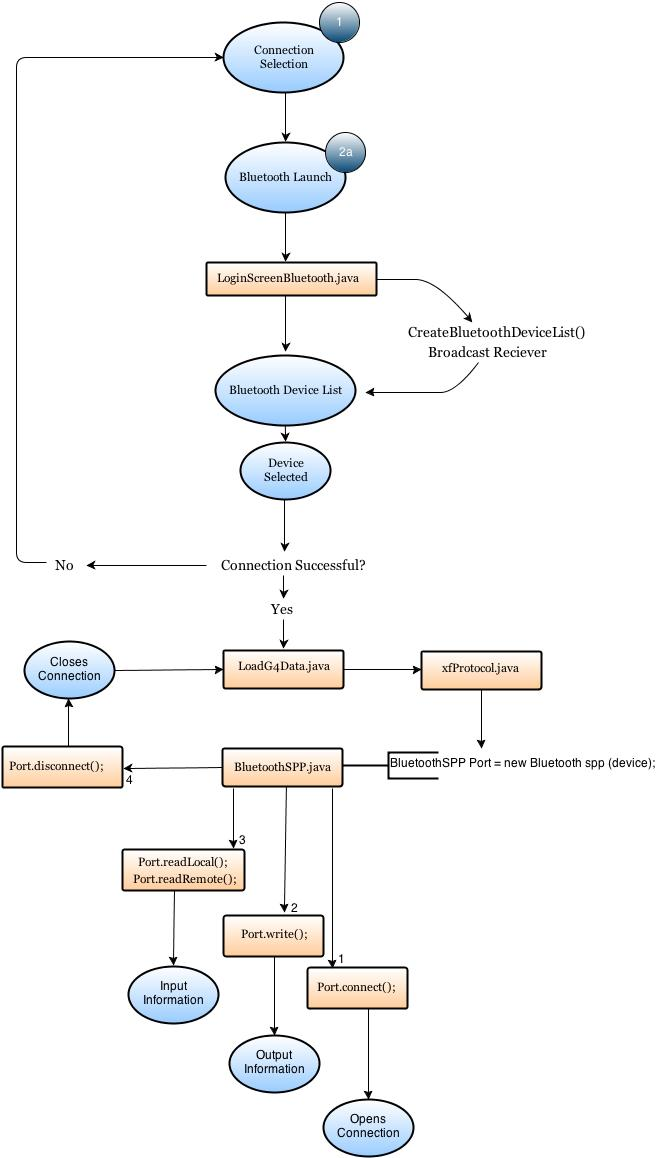 1
Connection
Selection
2a
Bluetooth Launch
LoginScreenBluetooth.java
CreateBluetoothDeviceList()
Broadcast Reciever
Bluetooth Device List
Device
Selected
No
Connection Successful?
Yes
Closes
Connection
LoadG4Data.java
xfProtocol.java
Port.disconnect();
4
BluetoothSPP.java
BluetoothSPP Port = new Bluetooth spp (device);
3
Port.readLocal();
Port.readRemote();
2
Port.write();
1
Port.connect();
Input
Information
Output
Information
Opens
Connection